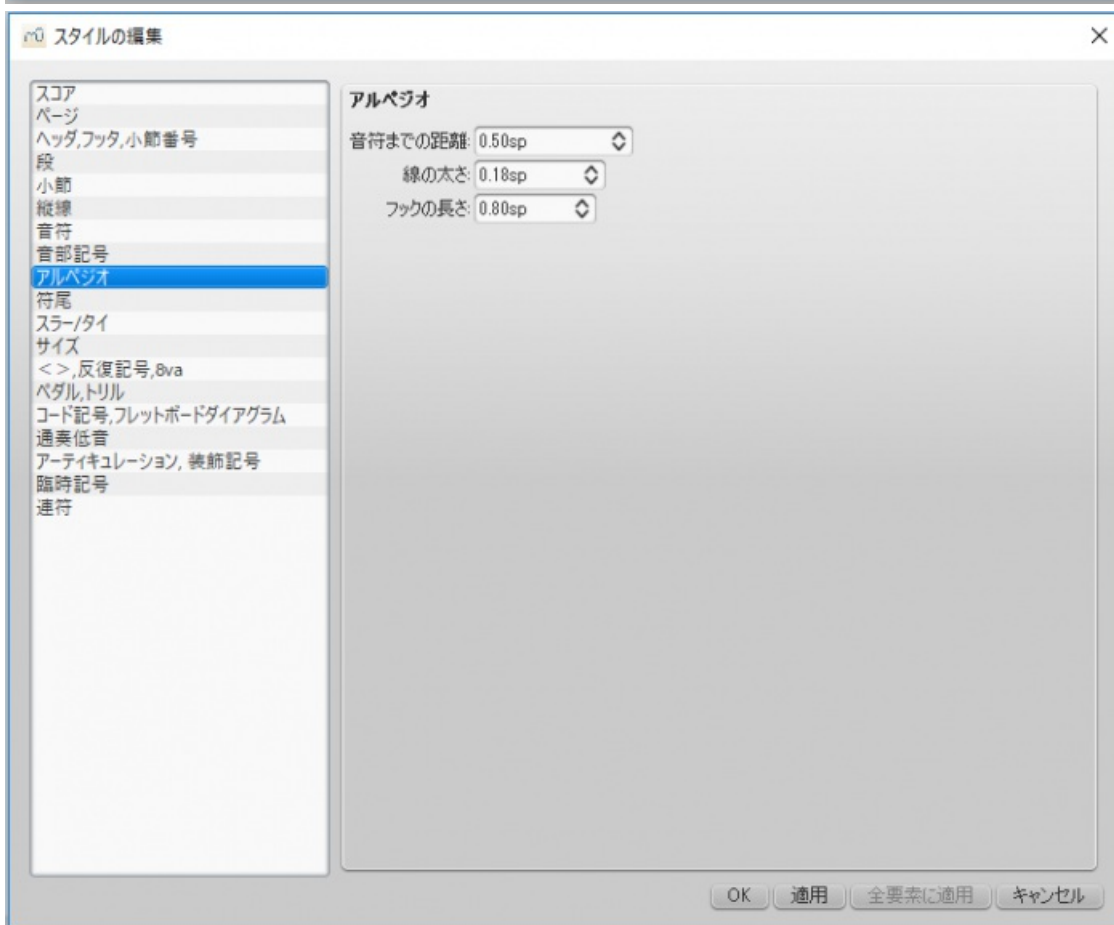 スタイルの編集
スコア
ページ
ヘッダ,フッタ,小節番号
段
小節
縦線
音符
音部記号
アルペジオ
符尾
スラー/タイ
サイズ
<>,反復記号,8va
ペダル,トリル
コード記号,フレットボードダイアグラム
通奏低音
アーティキュレーション, 装飾記号
臨時記号
連符
アルペジオ
音符までの距離: 0.50sp
線の太さ: 0.18sp
フックの長さ: 0.80sp
OK 適用 全要素に適用 キャンセル